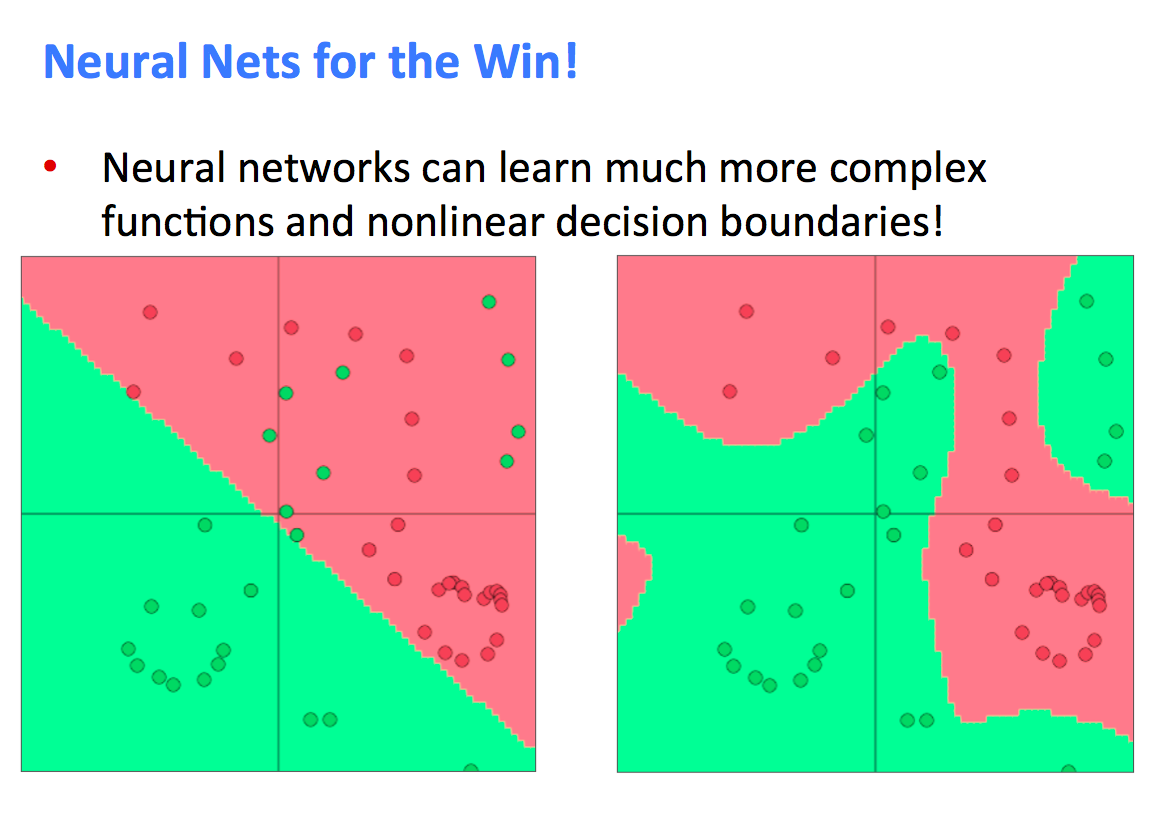 Neural Nets for the Win!
• Neural networks can learn much more complex
functions and nonlinear decision boundaries!